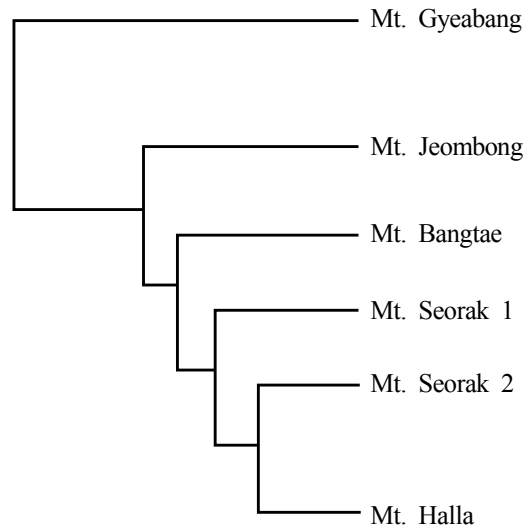 Mt. Gyeabang
Mt. Jeombong
Mt. Bangtae
Mt. Seorak 1
Mt. Seorak 2
Mt. Halla